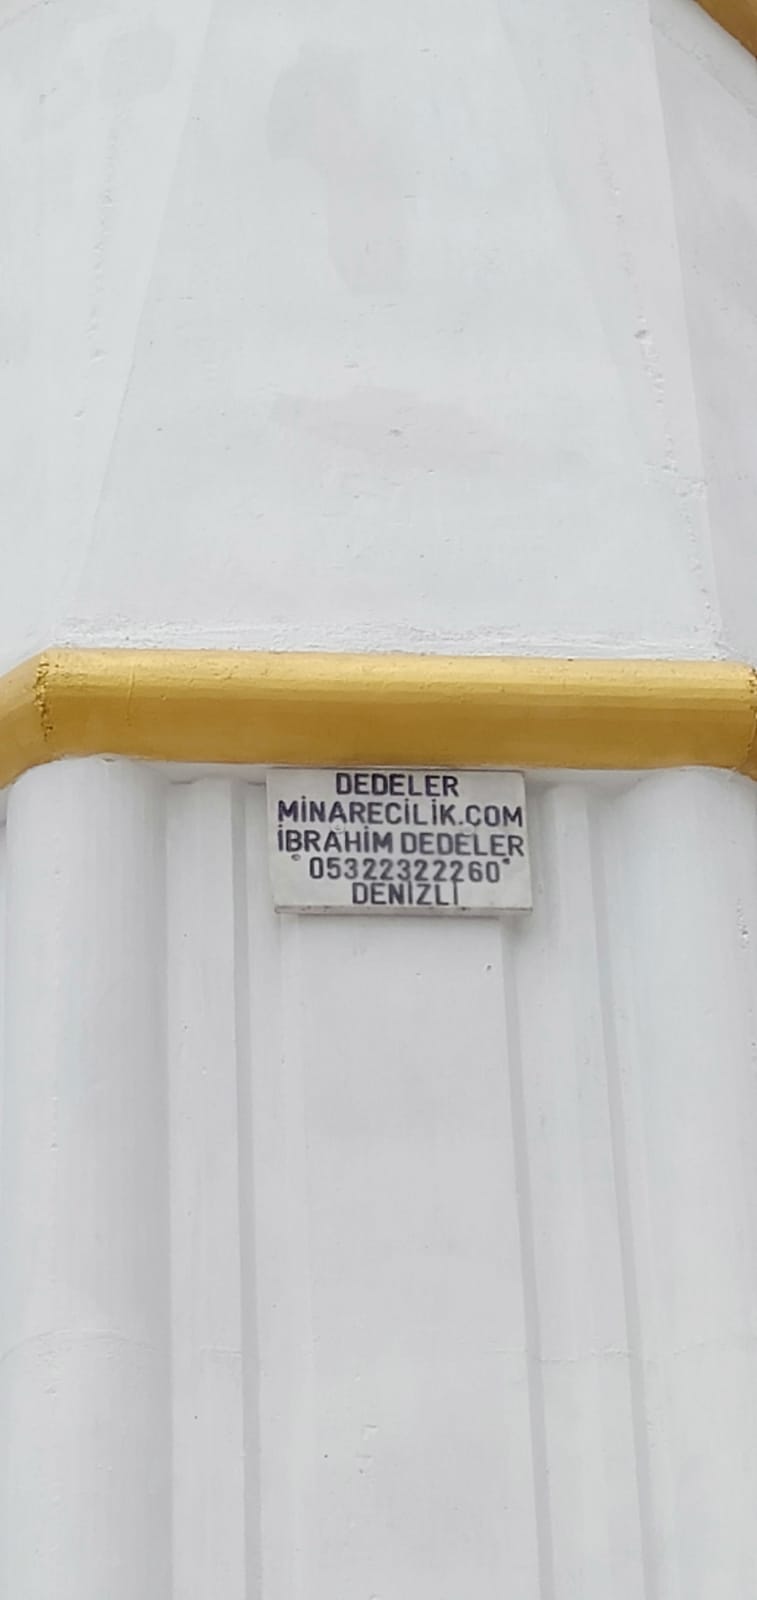 DEDELER
MİNARECİLİK.COM
İBRAHİM DEDELER
05322322260
DENİZLİ